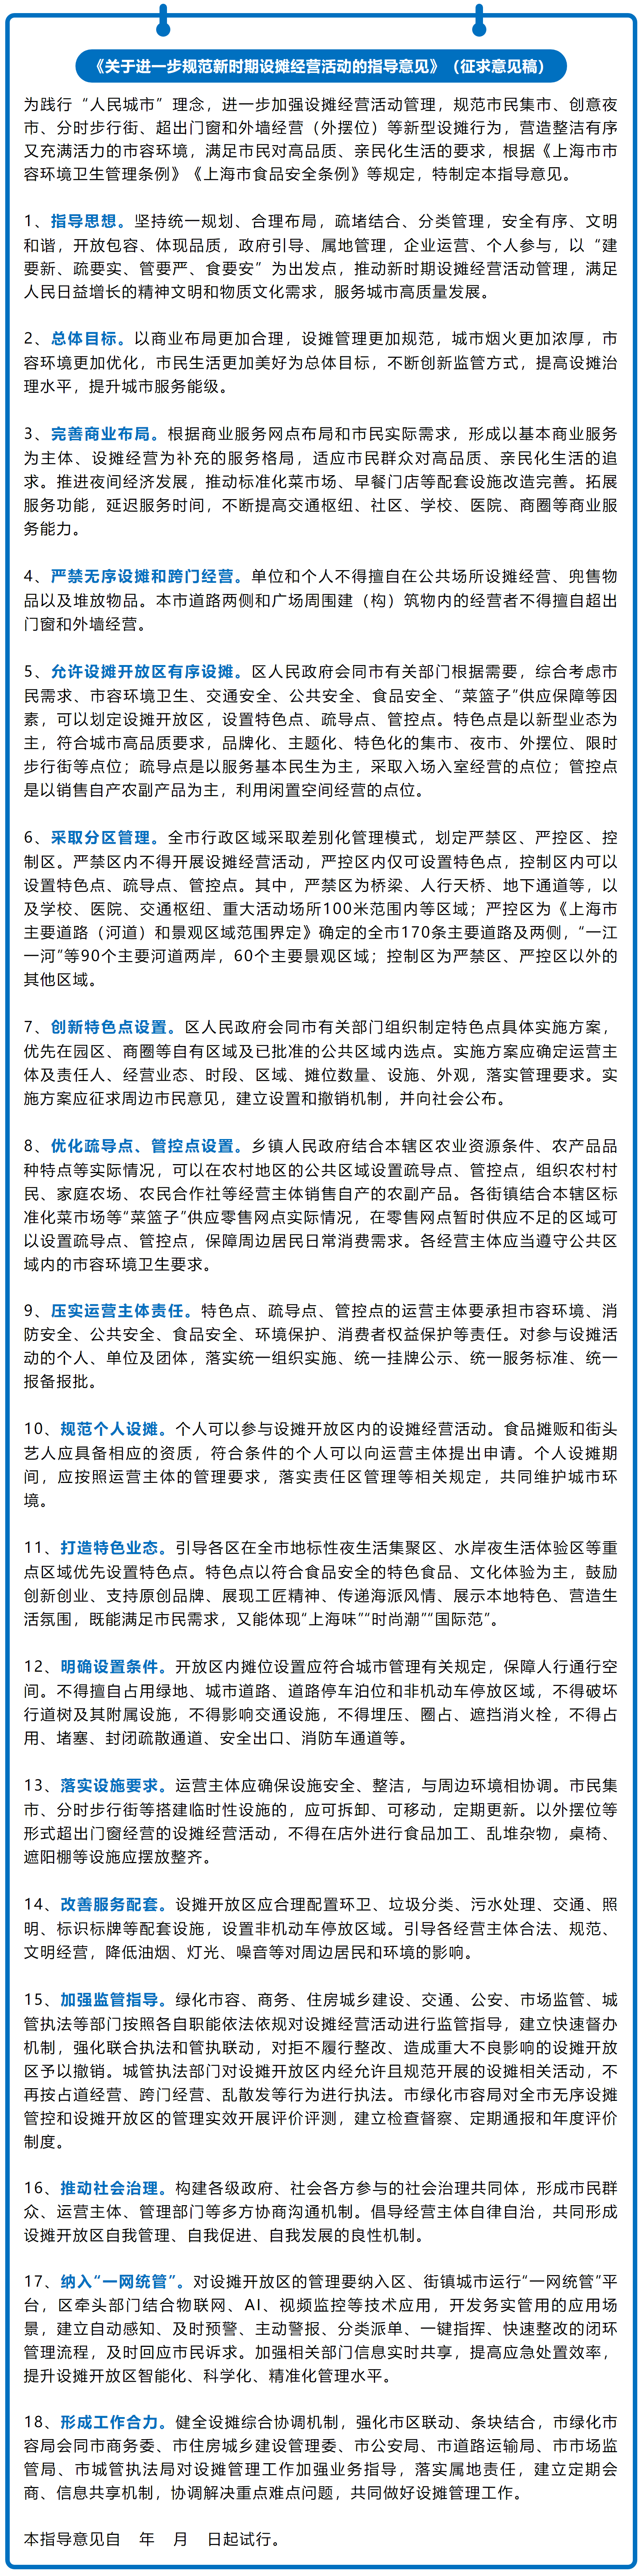 《关于进一步规范新时期设摊经营活动的指导意见》（征求意见稿）
为践行“人民城市”理念，进一步加强设摊经营活动管理，规范市民集市、创意夜
市、分时步行街、超出门窗和外墙经营（外摆位）等新型设摊行为，营造整洁有序
又充满活力的市容环境，满足市民对高品质、亲民化生活的要求，根据《上海市市
容环境卫生管理条例》《上海市食品安全条例》等规定，特制定本指导意见。
1、指导思想。坚持统一规划、合理布局，疏堵结合、分类管理，安全有序、文明
和谐，开放包容、体现品质，政府引导、属地管理，企业运营、个人参与，以“建
要新、疏要实、管要严、食要安”为出发点，推动新时期设摊经营活动管理，满足
人民日益增长的精神文明和物质文化需求，服务城市高质量发展。
2、总体目标。以商业布局更加合理，设摊管理更加规范，城市烟火更加浓厚，市
容环境更加优化，市民生活更加美好为总体目标，不断创新监管方式，提高设摊治
理水平，提升城市服务能级。
3、完善商业布局。根据商业服务网点布局和市民实际需求，形成以基本商业服务
为主体、设摊经营为补充的服务格局，适应市民群众对高品质、亲民化生活的追
求。推进夜间经济发展，推动标准化菜市场、早餐门店等配套设施改造完善。拓展
服务功能，延迟服务时间，不断提高交通枢纽、社区、学校、医院、商圈等商业服
务能力。
4、严禁无序设摊和跨门经营。单位和个人不得擅自在公共场所设摊经营、兜售物
品以及堆放物品。本市道路两侧和广场周围建（构）筑物内的经营者不得擅自超出
门窗和外墙经营。
5、允许设摊开放区有序设摊。区人民政府会同市有关部门根据需要，综合考虑市
民需求、市容环境卫生、交通安全、公共安全、食品安全、“菜篮子”供应保障等因
素，可以划定设摊开放区，设置特色点、疏导点、管控点。特色点是以新型业态为
主，符合城市高品质要求，品牌化、主题化、特色化的集市、夜市、外摆位、限时
步行街等点位；疏导点是以服务基本民生为主，采取入场入室经营的点位；管控点
是以销售自产农副产品为主，利用闲置空间经营的点位。
6、采取分区管理。全市行政区域采取差别化管理模式，划定严禁区、严控区、控
制区。严禁区内不得开展设摊经营活动，严控区内仅可设置特色点，控制区内可以
设置特色点、疏导点、管控点。其中，严禁区为桥梁、人行天桥、地下通道等，以
及学校、医院、交通枢纽、重大活动场所100米范围内等区域；严控区为《上海市
主要道路（河道）和景观区域范围界定》确定的全市170条主要道路及两侧，“一江
一河”等90个主要河道两岸，60个主要景观区域；控制区为严禁区、严控区以外的
其他区域。
7、创新特色点设置。区人民政府会同市有关部门组织制定特色点具体实施方案，
优先在园区、商圈等自有区域及已批准的公共区域内选点。实施方案应确定运营主
体及责任人、经营业态、时段、区域、摊位数量、设施、外观，落实管理要求。实
施方案应征求周边市民意见，建立设置和撤销机制，并向社会公布。
8、优化疏导点、管控点设置。乡镇人民政府结合本辖区农业资源条件、农产品品
种特点等实际情况，可以在农村地区的公共区域设置疏导点、管控点，组织农村村
民、家庭农场、农民合作社等经营主体销售自产的农副产品。各街镇结合本辖区标
准化菜市场等“菜篮子”供应零售网点实际情况，在零售网点暂时供应不足的区域可
以设置疏导点、管控点，保障周边居民日常消费需求。各经营主体应当遵守公共区
域内的市容环境卫生要求。
9、压实运营主体责任。特色点、疏导点、管控点的运营主体要承担市容环境、消
防安全、公共安全、食品安全、环境保护、消费者权益保护等责任。对参与设摊活
动的个人、单位及团体，落实统一组织实施、统一挂牌公示、统一服务标准、统一
报备报批。
10、规范个人设摊。个人可以参与设摊开放区内的设摊经营活动。食品摊贩和街头
艺人应具备相应的资质，符合条件的个人可以向运营主体提出申请。个人设摊期
间，应按照运营主体的管理要求，落实责任区管理等相关规定，共同维护城市环
境。
11、打造特色业态。引导各区在全市地标性夜生活集聚区、水岸夜生活体验区等重
点区域优先设置特色点。特色点以符合食品安全的特色食品、文化体验为主，鼓励
创新创业、支持原创品牌、展现工匠精神、传递海派风情、展示本地特色、营造生
活氛围，既能满足市民需求，又能体现“上海味”“时尚潮”“国际范”。
12、明确设置条件。开放区内摊位设置应符合城市管理有关规定，保障人行通行空
间。不得擅自占用绿地、城市道路、道路停车泊位和非机动车停放区域，不得破坏
行道树及其附属设施，不得影响交通设施，不得埋压、圈占、遮挡消火栓，不得占
用、堵塞、封闭疏散通道、安全出口、消防车通道等。
13、落实设施要求。运营主体应确保设施安全、整洁，与周边环境相协调。市民集
市、分时步行街等搭建临时性设施的，应可拆卸、可移动，定期更新。以外摆位等
形式超出门窗经营的设摊经营活动，不得在店外进行食品加工、乱堆杂物，桌椅、
遮阳棚等设施应摆放整齐。
14、改善服务配套。设摊开放区应合理配置环卫、垃圾分类、污水处理、交通、照
明、标识标牌等配套设施，设置非机动车停放区域。引导各经营主体合法、规范、
文明经营，降低油烟、灯光、噪音等对周边居民和环境的影响。
15、加强监管指导。绿化市容、商务、住房城乡建设、交通、公安、市场监管、城
管执法等部门按照各自职能依法依规对设摊经营活动进行监管指导，建立快速督办
机制，强化联合执法和管执联动，对拒不履行整改、造成重大不良影响的设摊开放
区予以撤销。城管执法部门对设摊开放区内经允许且规范开展的设摊相关活动，不
再按占道经营、跨门经营、乱散发等行为进行执法。市绿化市容局对全市无序设摊
管控和设摊开放区的管理实效开展评价评测，建立检查督察、定期通报和年度评价
制度。
16、推动社会治理。构建各级政府、社会各方参与的社会治理共同体，形成市民群
众、运营主体、管理部门等多方协商沟通机制。倡导经营主体自律自治，共同形成
设摊开放区自我管理、自我促进、自我发展的良性机制。
17、纳入“一网统管”。对设摊开放区的管理要纳入区、街镇城市运行“一网统管”平
台，区牵头部门结合物联网、AI、视频监控等技术应用，开发务实管用的应用场
景，建立自动感知、及时预警、主动警报、分类派单、一键指挥、快速整改的闭环
管理流程，及时回应市民诉求。加强相关部门信息实时共享，提高应急处置效率，
提升设摊开放区智能化、科学化、精准化管理水平。
18、形成工作合力。健全设摊综合协调机制，强化市区联动、条块结合，市绿化市
容局会同市商务委、市住房城乡建设管理委、市公安局、市道路运输局、市市场监
管局、市城管执法局对设摊管理工作加强业务指导，落实属地责任，建立定期会
商、信息共享机制，协调解决重点难点问题，共同做好设摊管理工作。
本指导意见自　年　月　日起试行。